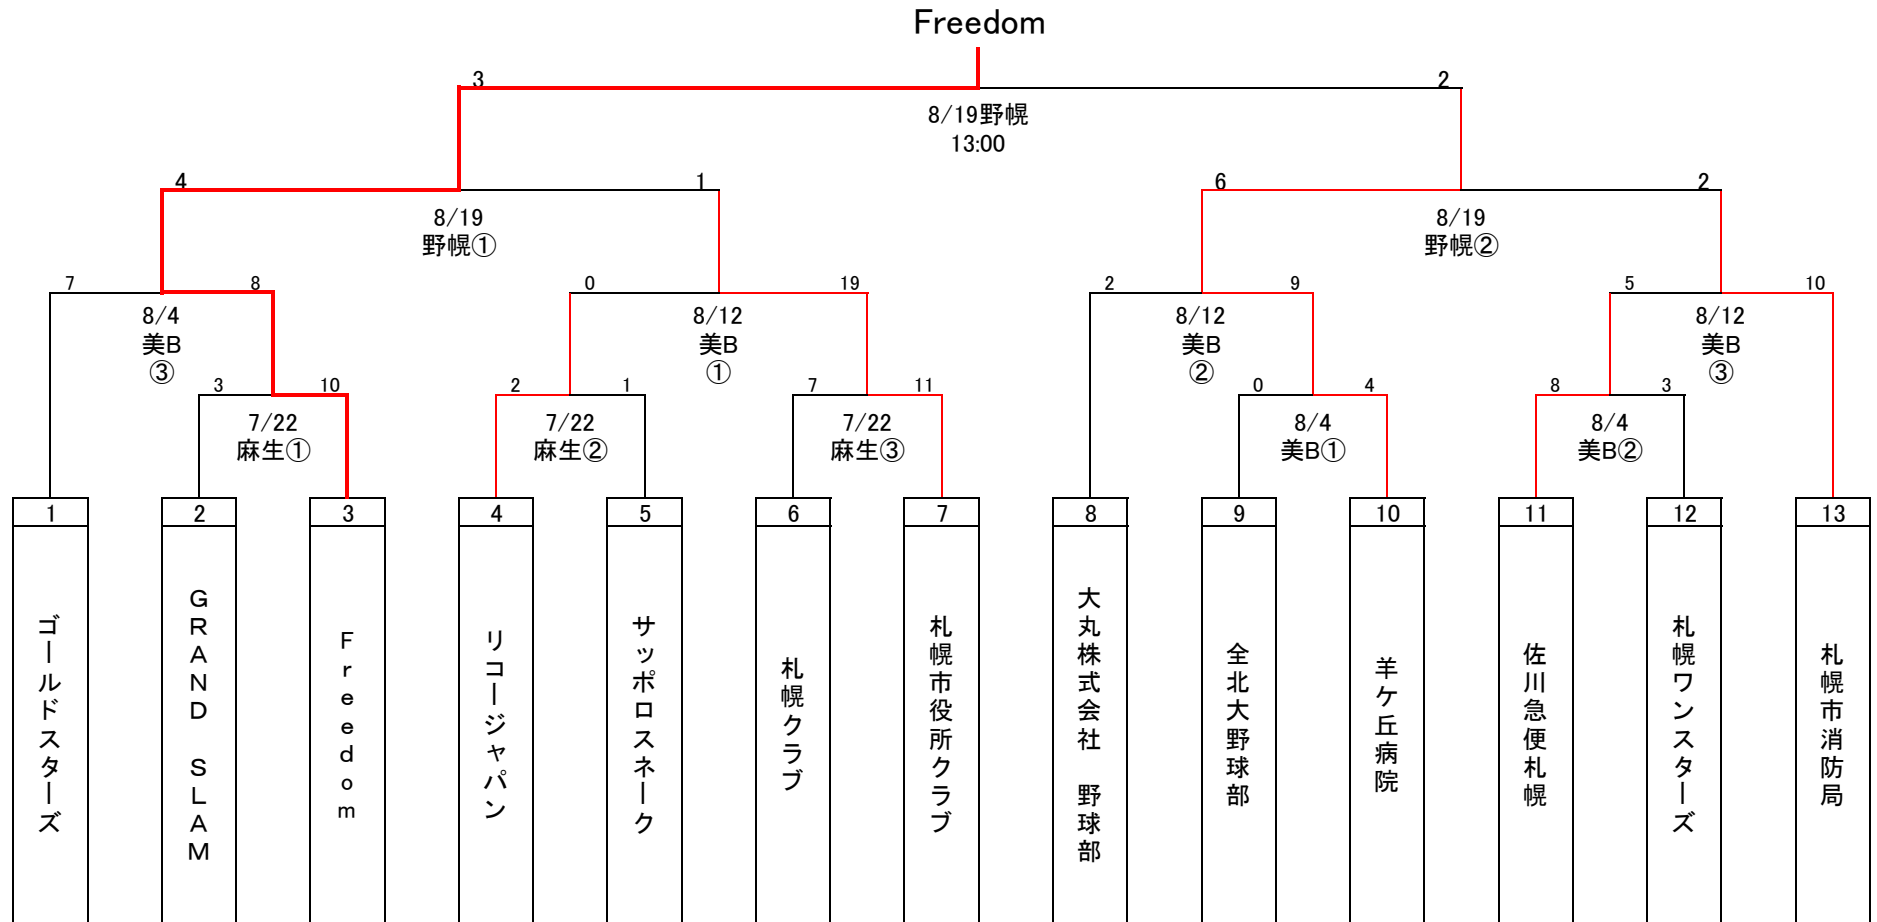 Freedom
3 2
8/19野幌
13:00
4 1 6 2
8/19 8/19
野幌① 野幌②
7 8 0 19 2 9 5 10
8/4 8/12 8/12 8/12
美B 美B 美B 美B
③ ① ② ③
3 10 2 1 7 11 0 4 8 3
7/22 7/22 7/22 8/4 8/4
麻生① 麻生② 麻生③ 美B① 美B②
1 2 3 4 5 6 7 8 9 10 11 12 13
ゴールドスターズ
GRAND SLAM
Freedom
リコージャパン
サッポロスネーク
札幌クラブ
札幌市役所クラブ
大丸株式会社 野球部
全北大野球部
羊ケ丘病院
佐川急便札幌
札幌ワンスターズ
札幌市消防局